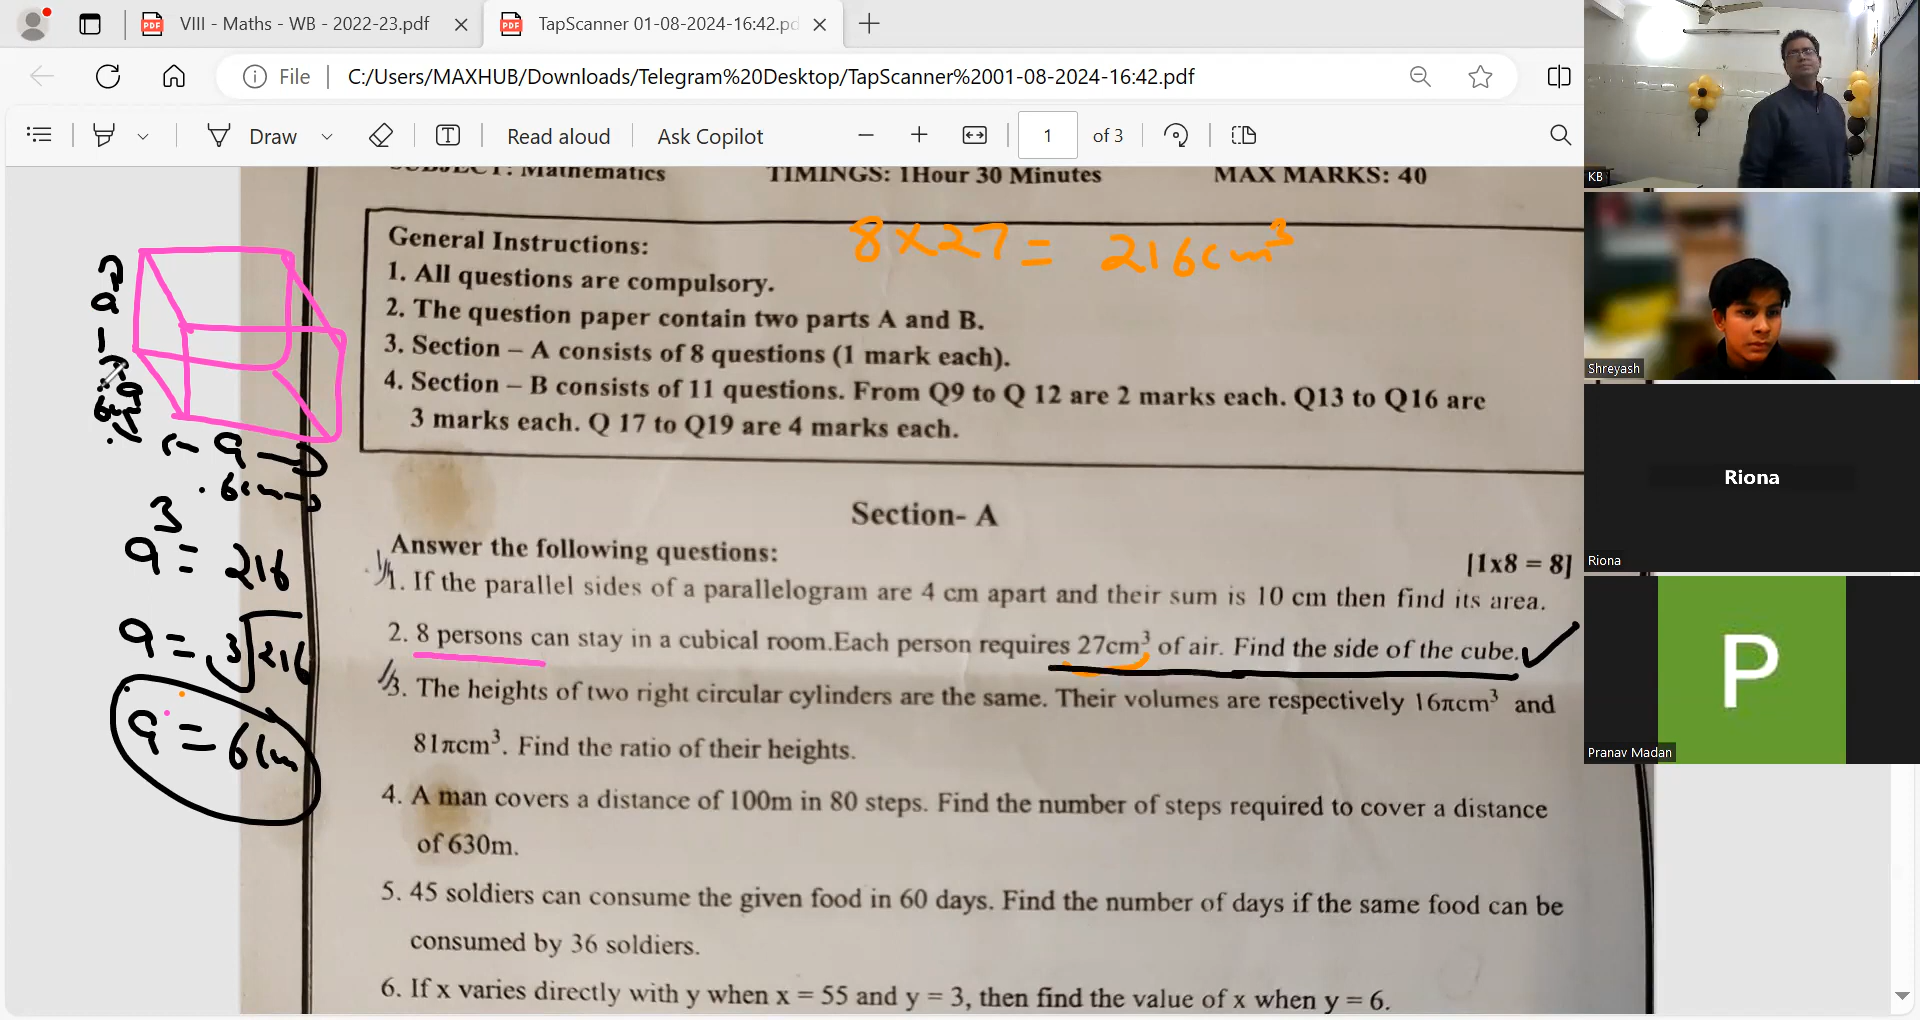 VIII - Maths - WB - 2022-23.pdf
TapScanner 01-08-2024-16:42.pd
File
C:/Users/MAXHUB/Downloads/Telegram%20Desktop/TapScanner%2001-08-2024-16:42.pdf
Draw
Read aloud
Ask Copilot
1
of 3
SUBJECT: Mathematics TIMINGS: 1Hour 30 Minutes MAX MARKS: 40
8 x 27 = 216cm³
General Instructions:
1. All questions are compulsory.
2. The question paper contain two parts A and B.
3. Section – A consists of 8 questions (1 mark each).
4. Section – B consists of 11 questions. From Q9 to Q 12 are 2 marks each. Q13 to Q16 are
3 marks each. Q 17 to Q19 are 4 marks each.
a
a
a
6cm
a³ = 216
a = ³√216
a = 6cm
Section- A
Answer the following questions:
[1x8 = 8]
1. If the parallel sides of a parallelogram are 4 cm apart and their sum is 10 cm then find its area.
2. 8 persons can stay in a cubical room.Each person requires 27cm³ of air. Find the side of the cube.
3. The heights of two right circular cylinders are the same. Their volumes are respectively 16πcm³ and
81πcm³. Find the ratio of their heights.
4. A man covers a distance of 100m in 80 steps. Find the number of steps required to cover a distance
of 630m.
5. 45 soldiers can consume the given food in 60 days. Find the number of days if the same food can be
consumed by 36 soldiers.
6. If x varies directly with y when x = 55 and y = 3, then find the value of x when y = 6.
KB
Shreyash
Riona
Riona
P
Pranav Madan